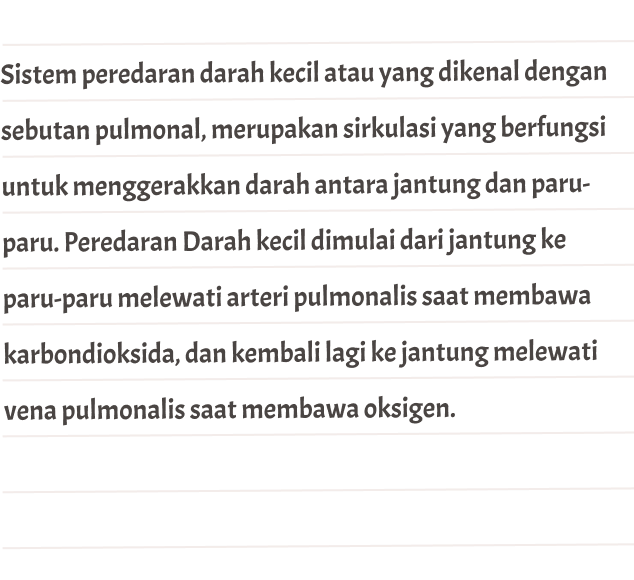 Sistem peredaran darah kecil atau yang dikenal dengan
sebutan pulmonal, merupakan sirkulasi yang berfungsi
untuk menggerakkan darah antara jantung dan paru-
paru. Peredaran Darah kecil dimulai dari jantung ke
paru-paru melewati arteri pulmonalis saat membawa
karbondioksida, dan kembali lagi ke jantung melewati
vena pulmonalis saat membawa oksigen.